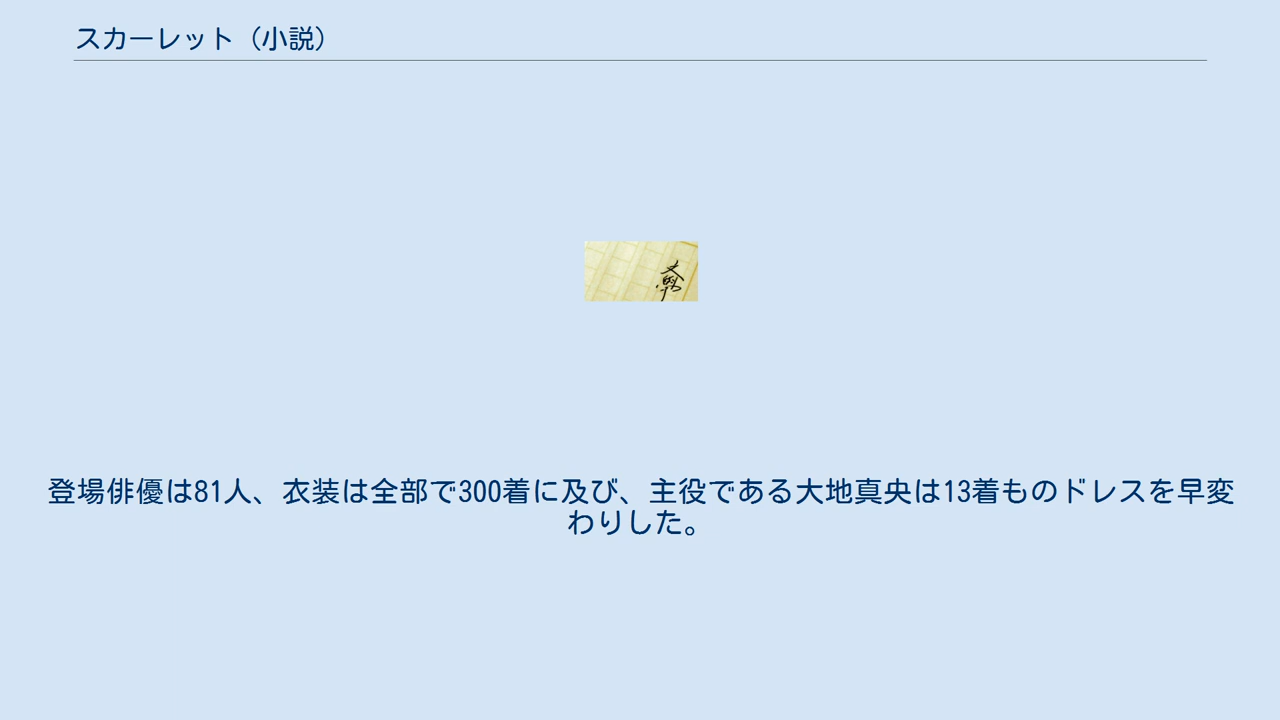 スカーレット（小説）
登場俳優は81人、衣装は全部で300着に及び、主役である大地真央は13着ものドレスを早変
わりした。